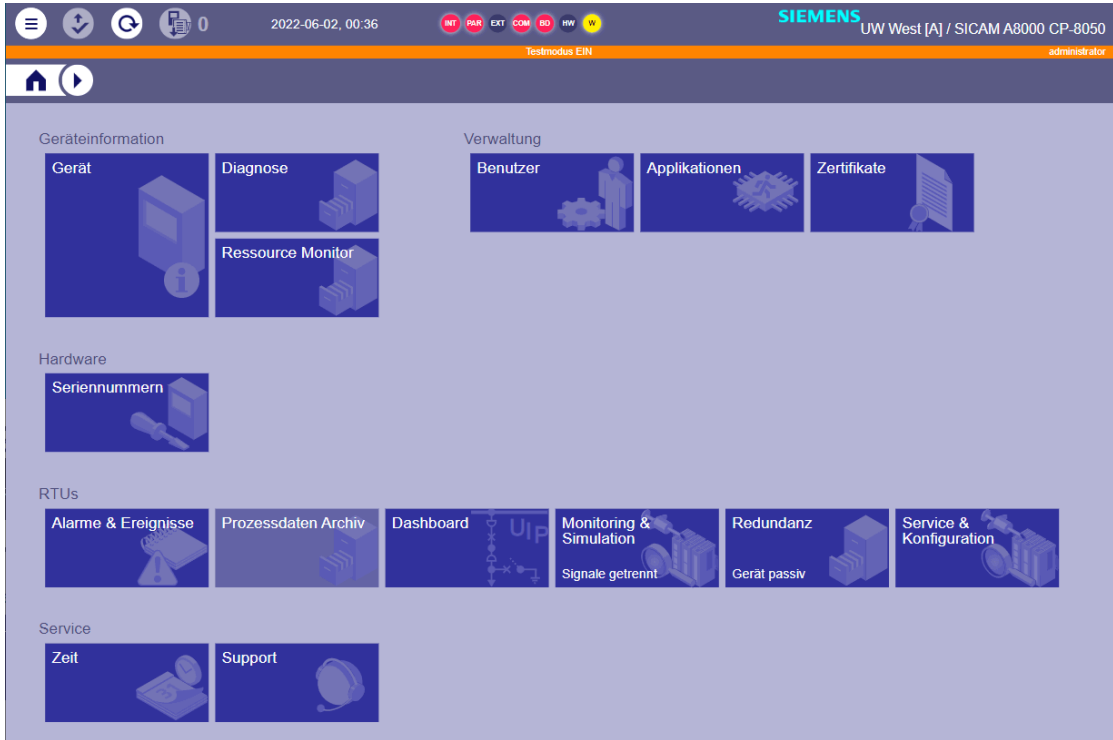 0
2022-06-02, 00:36
INT PAR EXT COM BD HW W
SIEMENS
UW West [A] / SICAM A8000 CP-8050
Testmodus EIN
administrator
Geräteinformation
Verwaltung
Gerät
Diagnose
Ressource Monitor
Benutzer
Applikationen
Zertifikate
Hardware
Seriennummern
RTUs
Alarme & Ereignisse
Prozessdaten Archiv
Dashboard
UIP
Monitoring &
Simulation
Signale getrennt
Redundanz
Gerät passiv
Service &
Konfiguration
Service
Zeit
Support